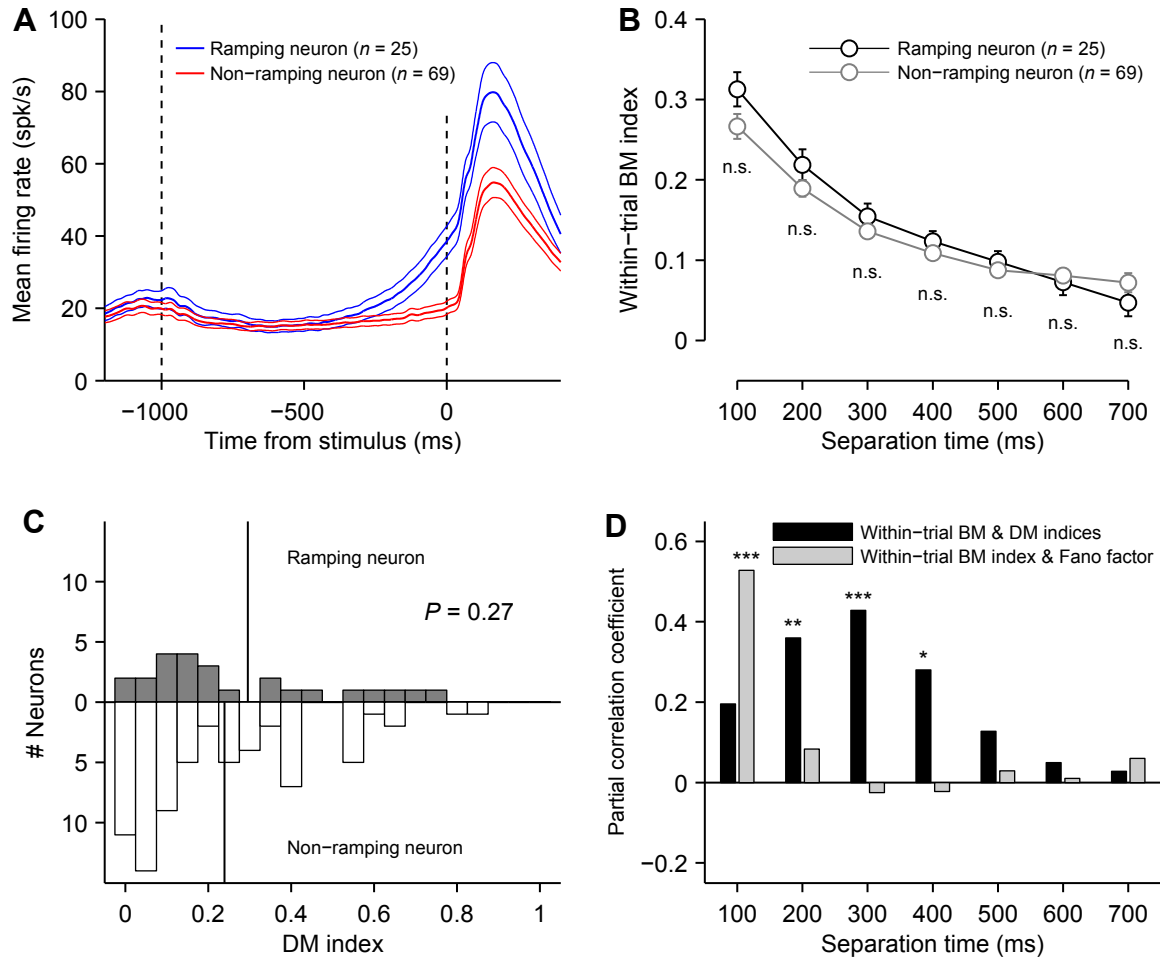 A
100
80
60
40
20
0
Mean firing rate (spk/s)
Ramping neuron (n = 25)
Non-ramping neuron (n = 69)
−1000
−500
0
Time from stimulus (ms)
B
0.4
0.3
0.2
0.1
0
Within-trial BM index
Ramping neuron (n = 25)
Non-ramping neuron (n = 69)
n.s.
n.s.
n.s.
n.s.
n.s.
n.s.
n.s.
100 200 300 400 500 600 700
Separation time (ms)
C
10
5
0
5
10
# Neurons
Ramping neuron
P = 0.27
Non-ramping neuron
0 0.2 0.4 0.6 0.8 1
DM index
D
0.6
0.4
0.2
0
−0.2
Partial correlation coefficient
Within−trial BM & DM indices
Within−trial BM index & Fano factor
***
**
***
*
100 200 300 400 500 600 700
Separation time (ms)